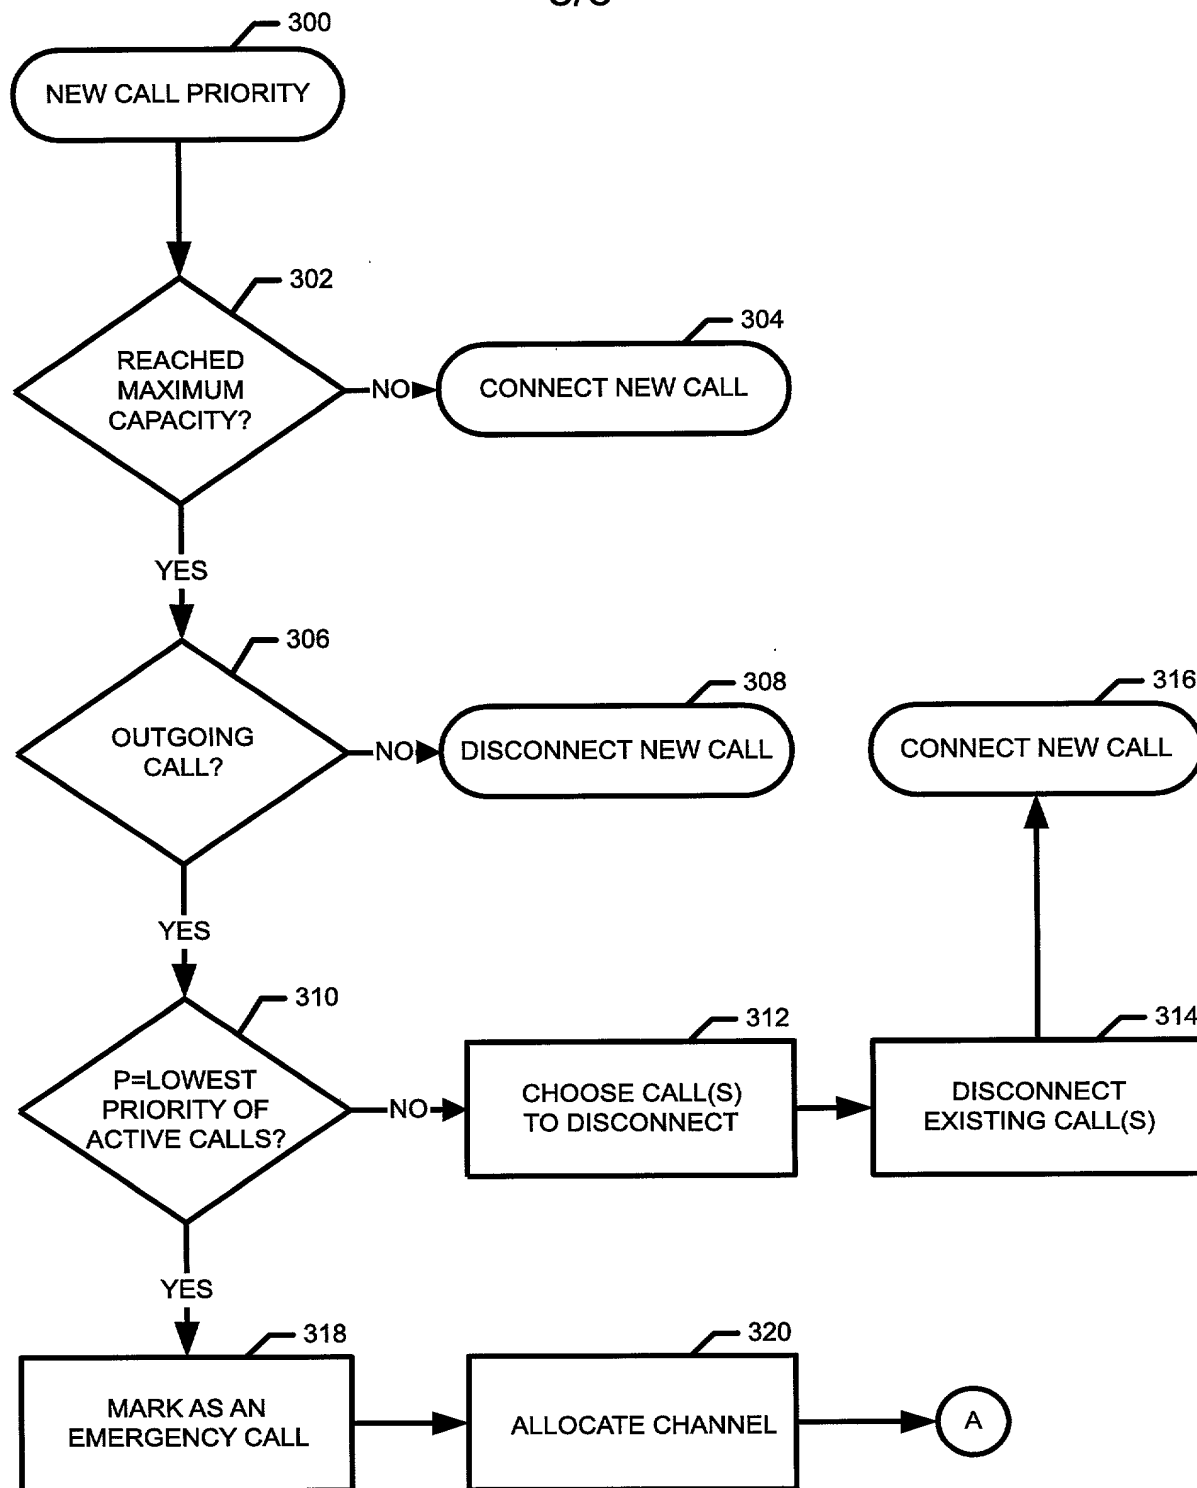 300
NEW CALL PRIORITY
302
REACHED
MAXIMUM
CAPACITY?
NO
304
CONNECT NEW CALL
YES
306
OUTGOING
CALL?
NO
308
DISCONNECT NEW CALL
316
CONNECT NEW CALL
YES
310
P=LOWEST
PRIORITY OF
ACTIVE CALLS?
NO
312
CHOOSE CALL(S)
TO DISCONNECT
314
DISCONNECT
EXISTING CALL(S)
YES
318
MARK AS AN
EMERGENCY CALL
320
ALLOCATE CHANNEL
A